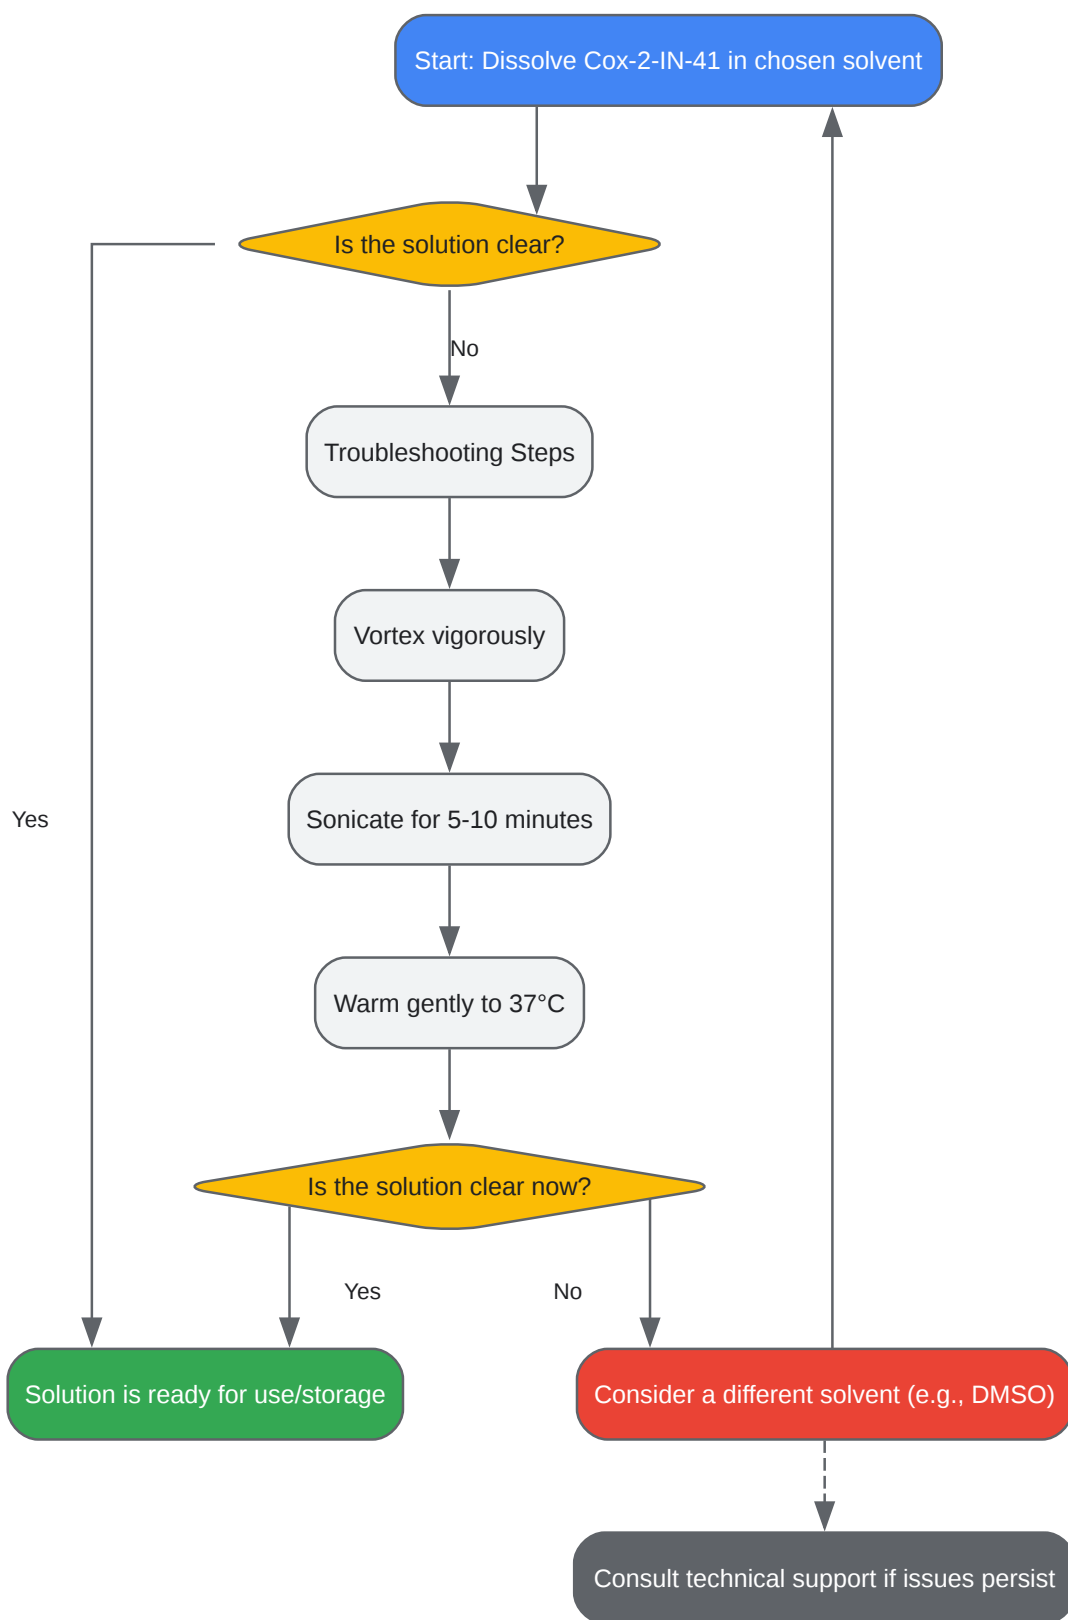 Start: Dissolve Cox-2-IN-41 in chosen solvent
Is the solution clear?
No
Troubleshooting Steps
Vortex vigorously
Yes
Sonicate for 5-10 minutes
Warm gently to 37°C
Is the solution clear now?
Yes
No
Solution is ready for use/storage
Consider a different solvent (e.g., DMSO)
Consult technical support if issues persist